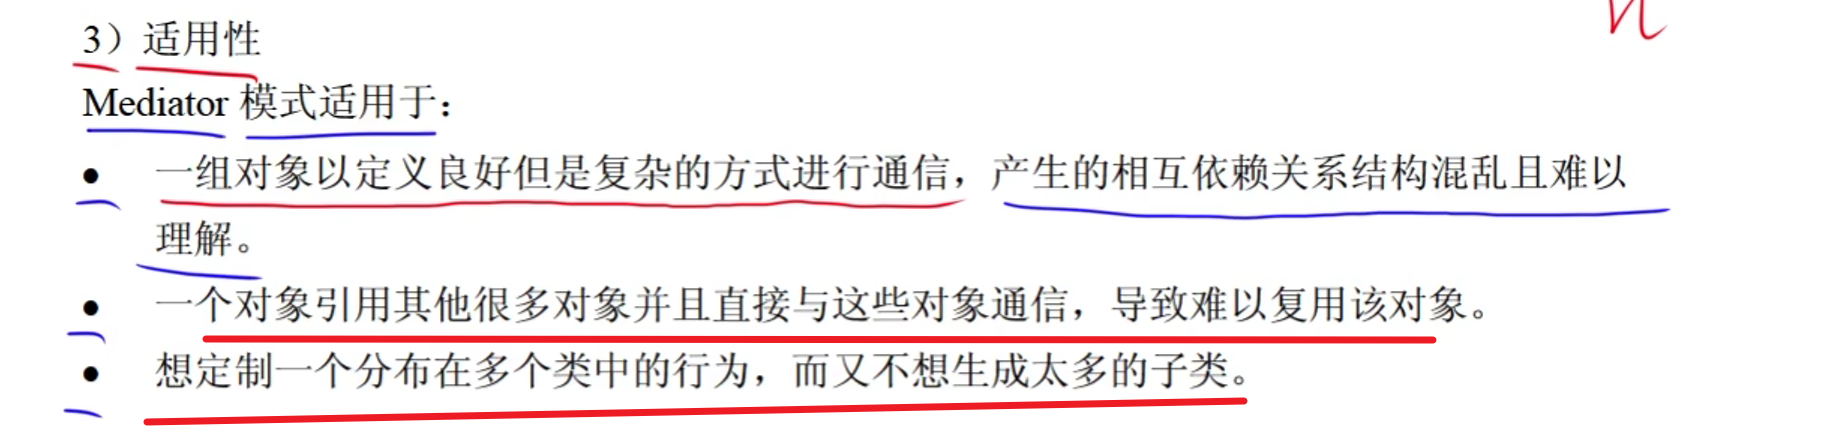 3）适用性
Mediator 模式适用于：
● 一组对象以定义良好但是复杂的方式进行通信，产生的相互依赖关系结构混乱且难以
理解。
● 一个对象引用其他很多对象并且直接与这些对象通信，导致难以复用该对象。
● 想定制一个分布在多个类中的行为，而又不想生成太多的子类。